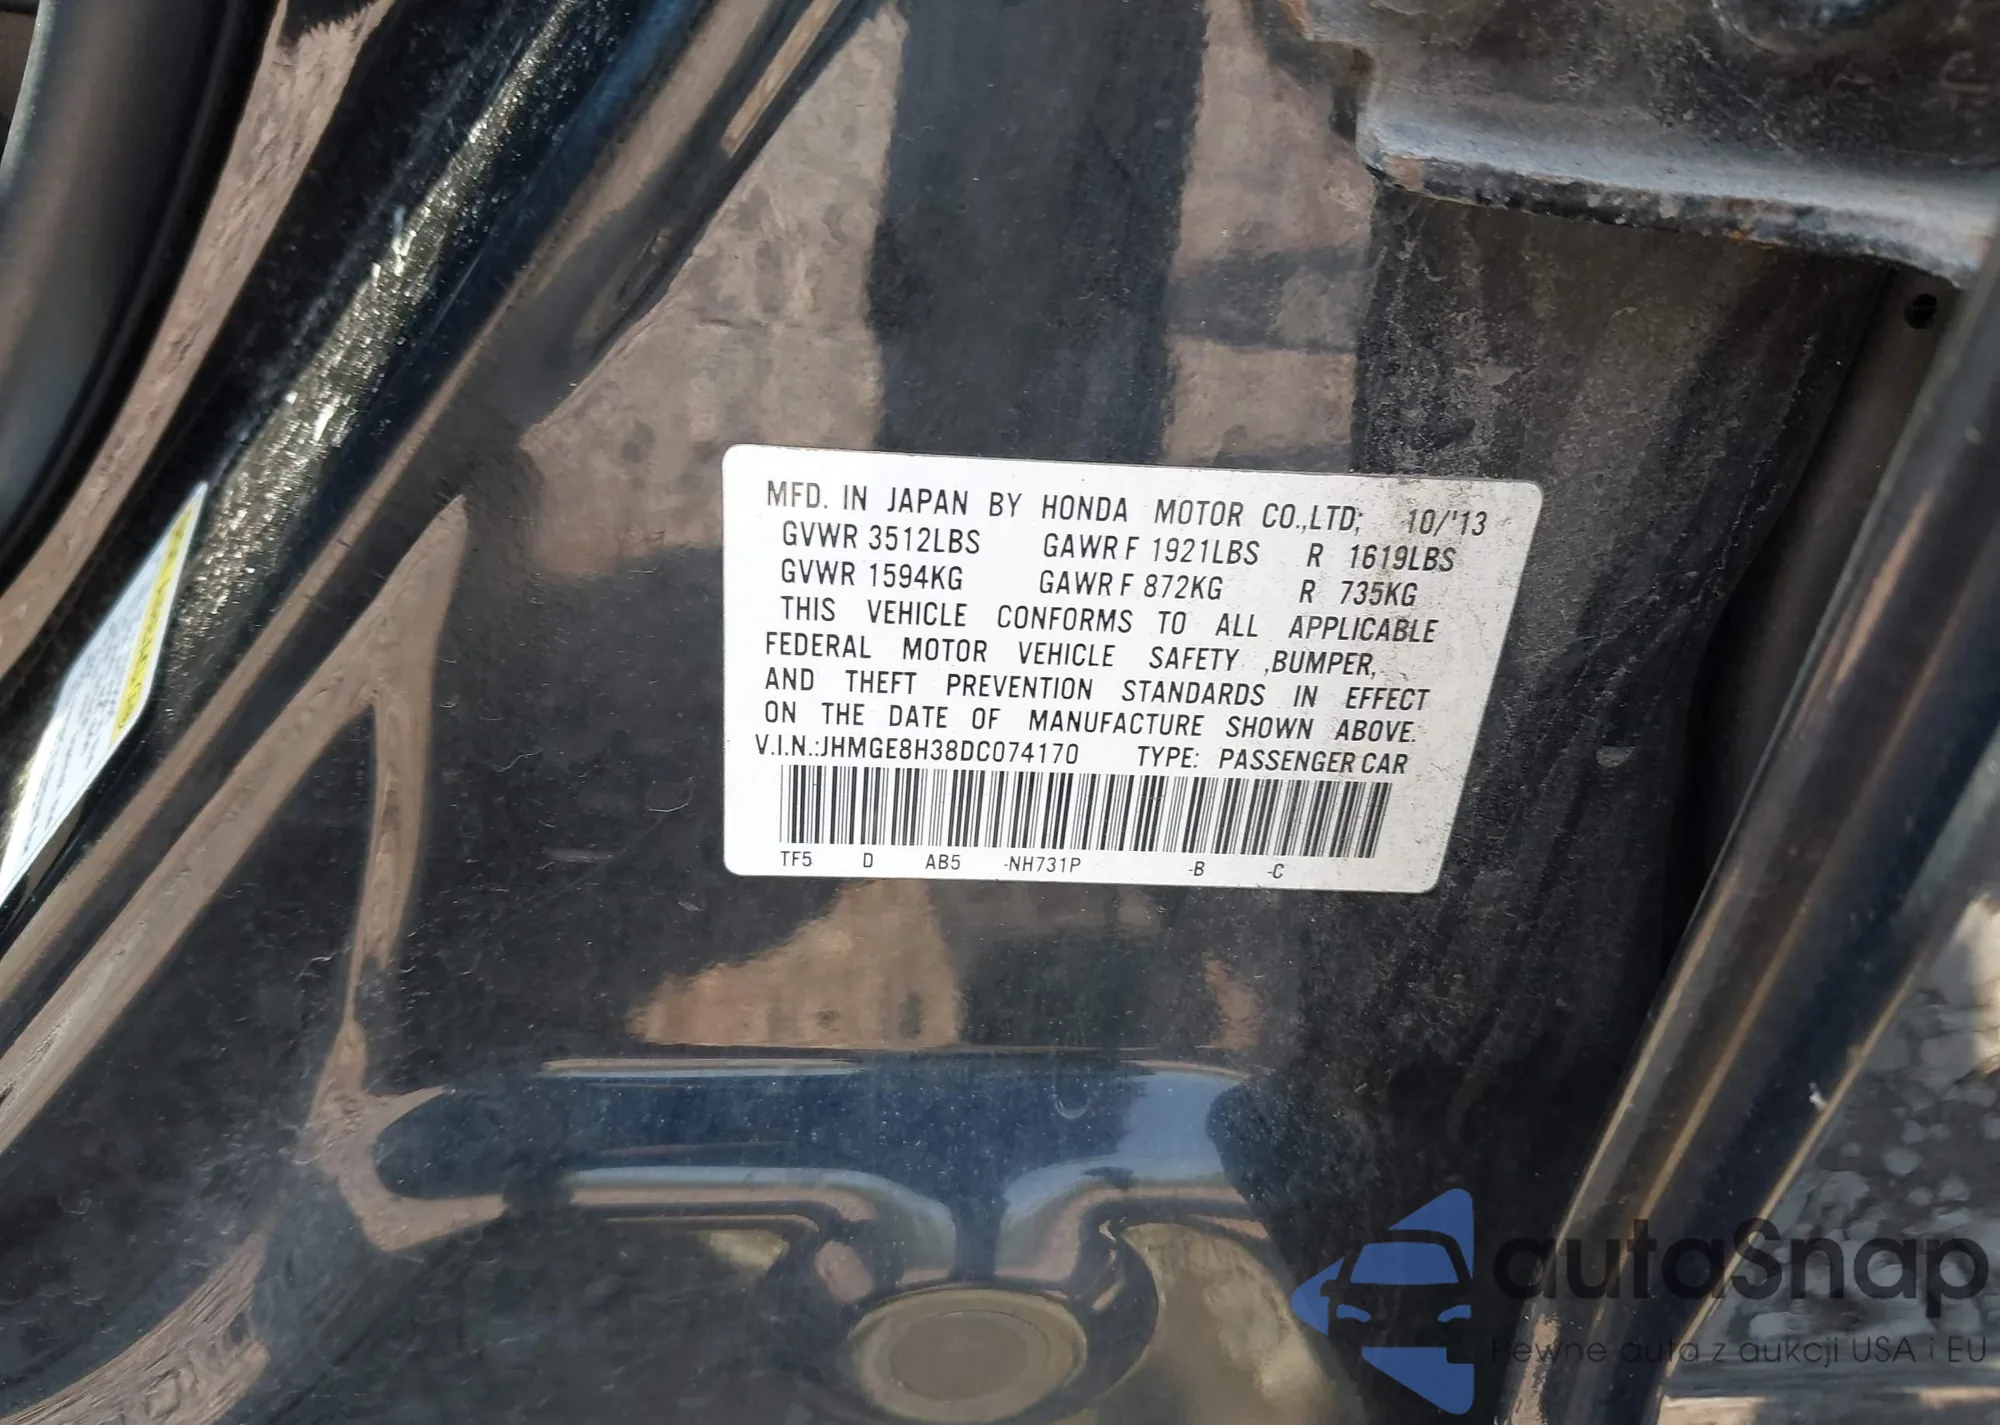 MFD. IN JAPAN BY HONDA MOTOR CO.,LTD; 10/'13
GVWR 3512LBS GAWR F 1921LBS R 1619LBS
GVWR 1594KG GAWR F 872KG R 735KG
THIS VEHICLE CONFORMS TO ALL APPLICABLE
FEDERAL MOTOR VEHICLE SAFETY ,BUMPER,
AND THEFT PREVENTION STANDARDS IN EFFECT
ON THE DATE OF MANUFACTURE SHOWN ABOVE.
V.I.N.:JHMGE8H38DC074170 TYPE: PASSENGER CAR
TF5 D AB5 -NH731P -B -C
autaSnap
Pewne auta z aukcji USA i EU